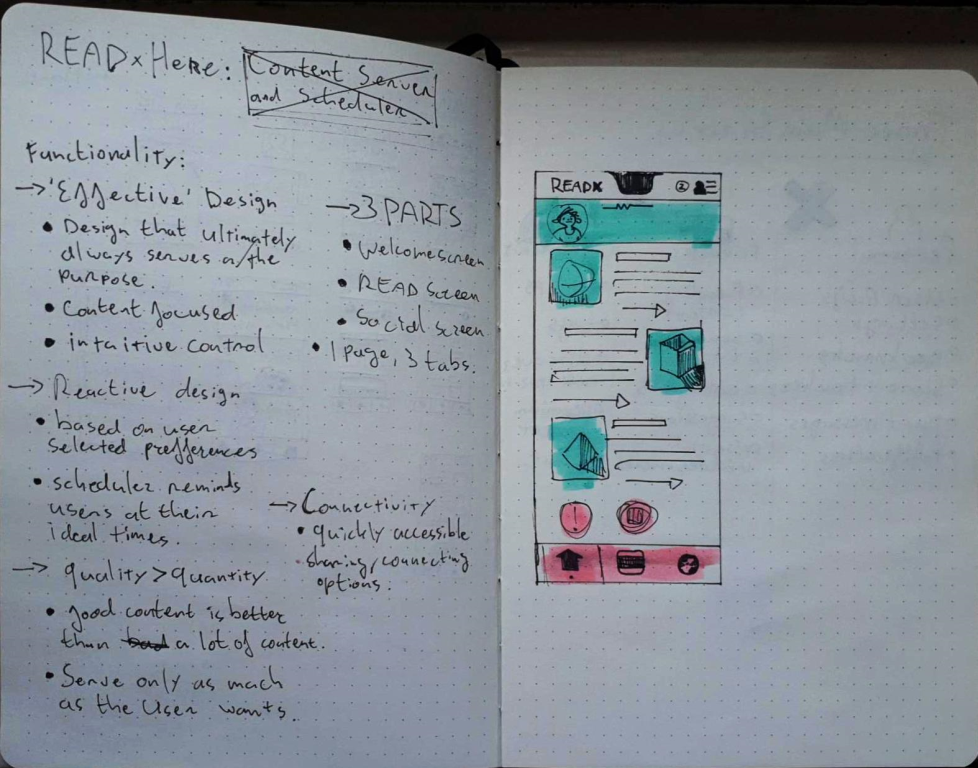 READx Here:
Content Server
and Scheduler
Functionality:
→ 'Effective' Design
• Design that ultimately
always serves a/the
purpose.
• Content focused
• intuitive control
→ Reactive design
• based on user
selected prefferences
• scheduler reminds
users at their
ideal times.
→ quality > quantity
• good content is better
than bad a lot of content.
• Serve only as much
as the User wants.
→ 3 PARTS
• Welcomescreen
• READ Screen
• Social screen
• 1 page, 3 tabs.
→ Connectivity
• quickly accessible
sharing/connecting
options.
READX
2